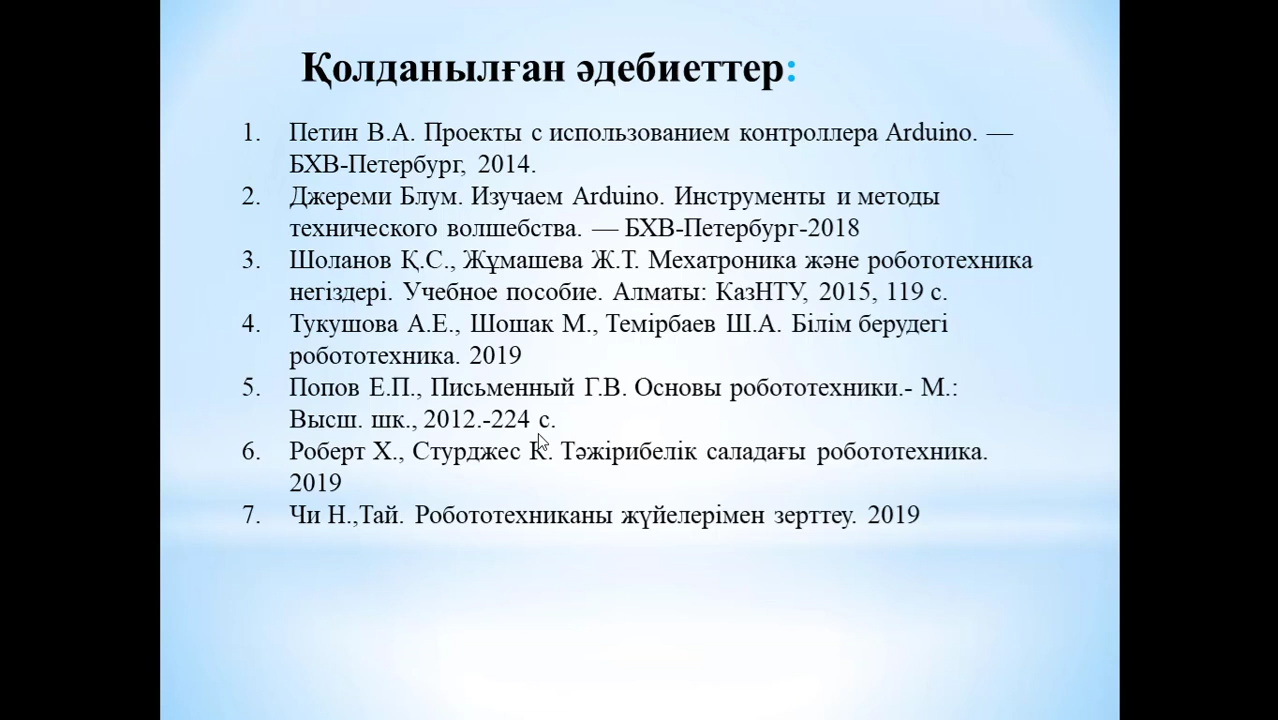 Қолданылған әдебиеттер:
1. Петин В.А. Проекты с использованием контроллера Arduino. —
БХВ-Петербург, 2014.
2. Джереми Блум. Изучаем Arduino. Инструменты и методы
технического волшебства. — БХВ-Петербург-2018
3. Шоланов Қ.С., Жұмашева Ж.Т. Мехатроника және робототехника
негіздері. Учебное пособие. Алматы: КазНТУ, 2015, 119 с.
4. Тукушова А.Е., Шошак М., Темірбаев Ш.А. Білім берудегі
робототехника. 2019
5. Попов Е.П., Письменный Г.В. Основы робототехники.- М.:
Высш. шк., 2012.-224 с.
6. Роберт Х., Стурджес К. Тәжірибелік саладағы робототехника.
2019
7. Чи Н.,Тай. Робототехниканы жүйелерімен зерттеу. 2019